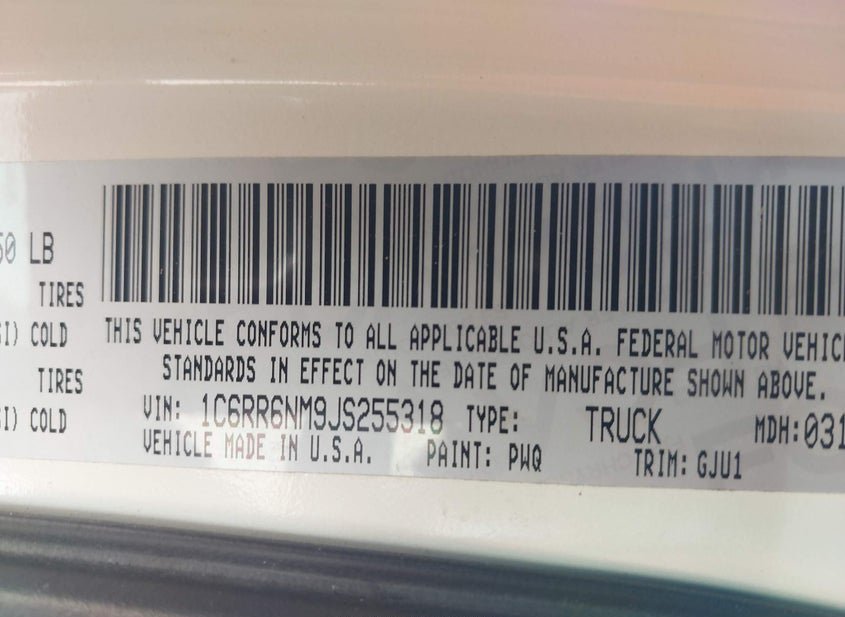 50 LB
TIRES
SI) COLD
TIRES
SI) COLD
THIS VEHICLE CONFORMS TO ALL APPLICABLE U.S.A. FEDERAL MOTOR VEHIC
STANDARDS IN EFFECT ON THE DATE OF MANUFACTURE SHOWN ABOVE.
VIN: 1C6RR6NM9JS255318 TYPE: TRUCK MDH:031
VEHICLE MADE IN U.S.A. PAINT: PWQ TRIM: GJU1